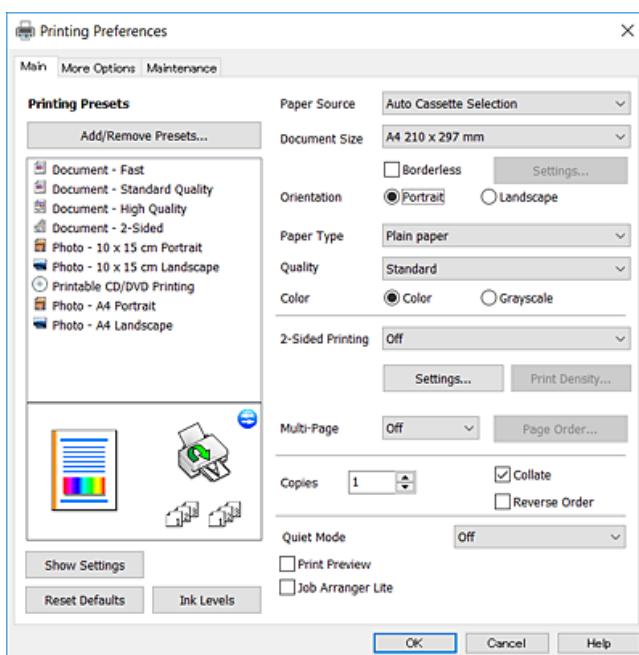 Printing Preferences
Main More Options Maintenance
Printing Presets
Add/Remove Presets...
Document - Fast
Document - Standard Quality
Document - High Quality
Document - 2-Sided
Photo - 10 x 15 cm Portrait
Photo - 10 x 15 cm Landscape
Printable CD/DVD Printing
Photo - A4 Portrait
Photo - A4 Landscape
Show Settings
Reset Defaults Ink Levels
Paper Source Auto Cassette Selection
Document Size A4 210 x 297 mm
Borderless Settings...
Orientation Portrait Landscape
Paper Type Plain paper
Quality Standard
Color Color Grayscale
2-Sided Printing Off
Settings... Print Density...
Multi-Page Off Page Order...
Copies 1 Collate
Reverse Order
Quiet Mode Off
Print Preview
Job Arranger Lite
OK Cancel Help